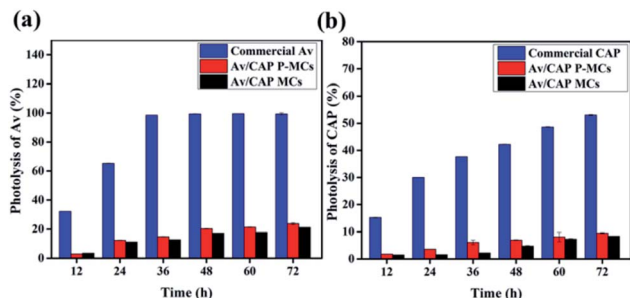 (a)
Photolysis of Av (%)
140
120
100
80
60
40
20
0
Commercial Av
Av/CAP P-MCs
Av/CAP MCs
12 24 36 48 60 72
Time (h)
(b)
Photolysis of CAP (%)
80
70
60
50
40
30
20
10
0
Commercial CAP
Av/CAP P-MCs
Av/CAP MCs
12 24 36 48 60 72
Time (h)